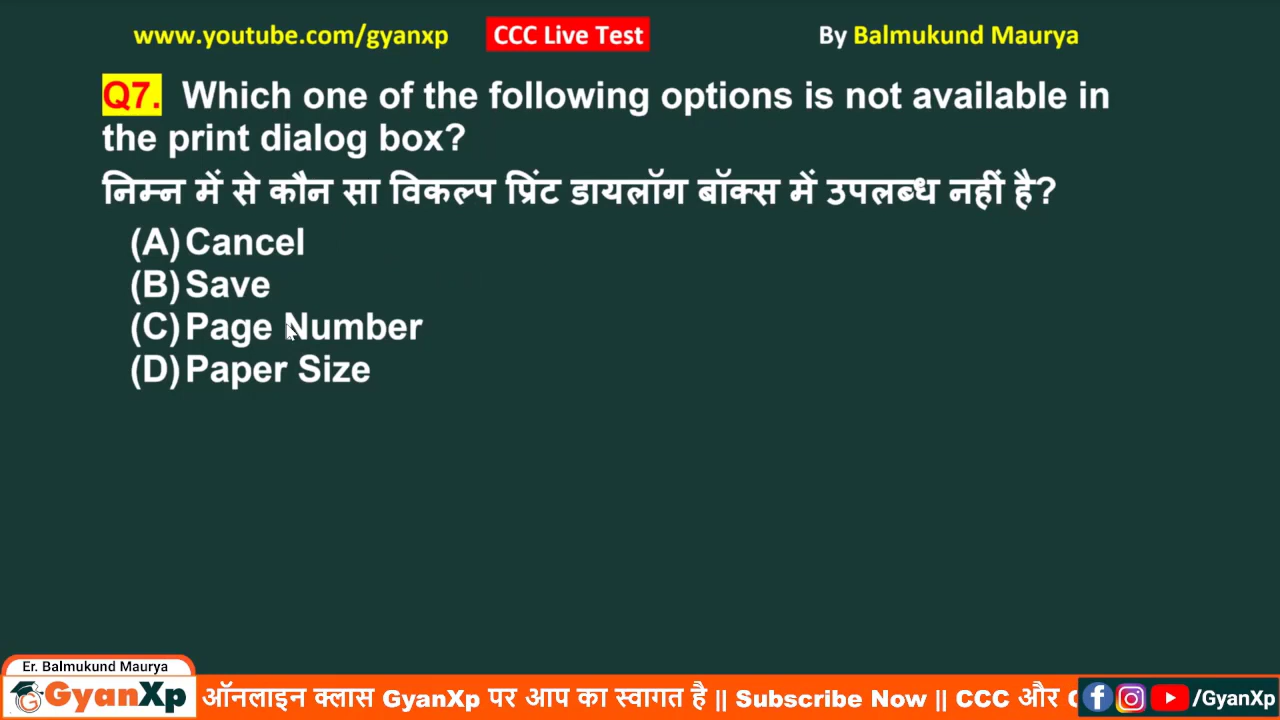 www.youtube.com/gyanxp CCC Live Test By Balmukund Maurya
Q7. Which one of the following options is not available in
the print dialog box?
निम्न में से कौन सा विकल्प प्रिंट डायलॉग बॉक्स में उपलब्ध नहीं है?
(A) Cancel
(B) Save
(C) Page Number
(D) Paper Size
Er. Balmukund Maurya
GyanXp ऑनलाइन क्लास GyanXp पर आप का स्वागत है || Subscribe Now || CCC और /GyanXp